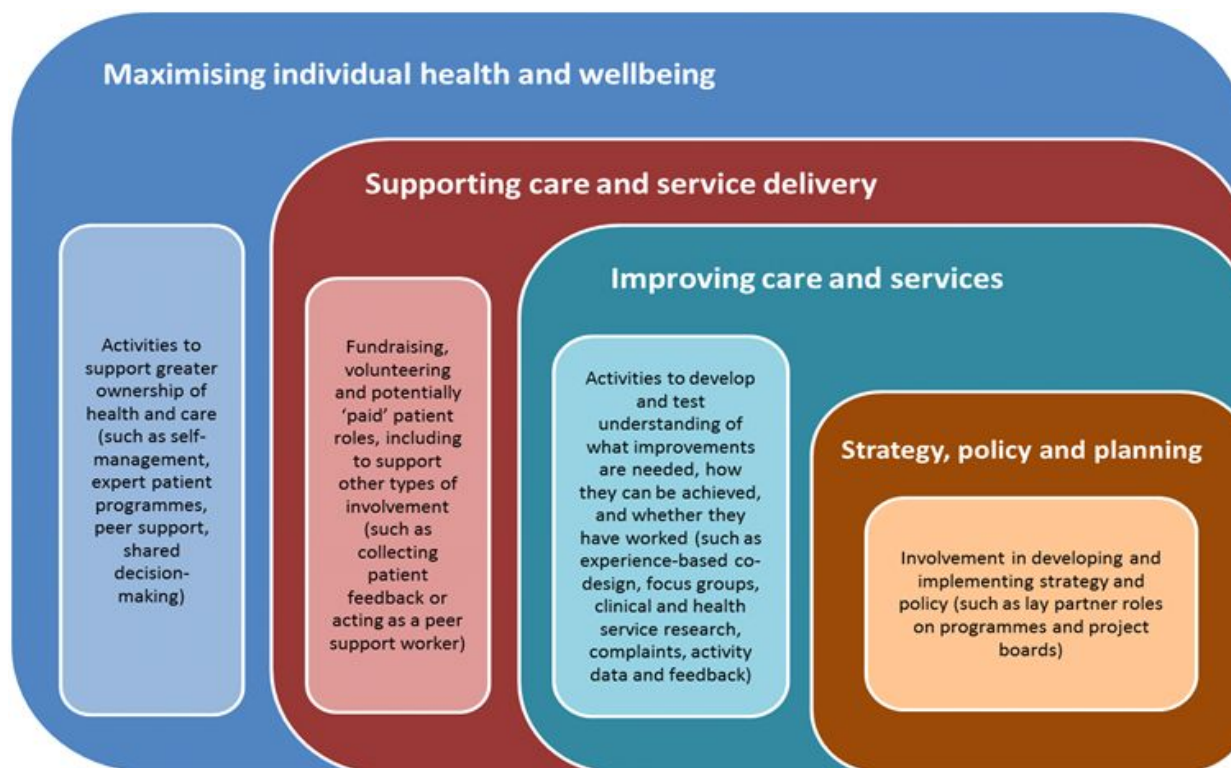 Maximising individual health and wellbeing
Supporting care and service delivery
Improving care and services
Strategy, policy and planning
Activities to
support greater
ownership of
health and care
(such as self-
management,
expert patient
programmes,
peer support,
shared
decision-
making)
Fundraising,
volunteering
and potentially
‘paid’ patient
roles, including
to support
other types of
involvement
(such as
collecting
patient
feedback or
acting as a peer
support worker)
Activities to develop
and test
understanding of
what improvements
are needed, how
they can be achieved,
and whether they
have worked (such as
experience-based co-
design, focus groups,
clinical and health
service research,
complaints, activity
data and feedback)
Involvement in developing and
implementing strategy and
policy (such as lay partner roles
on programmes and project
boards)